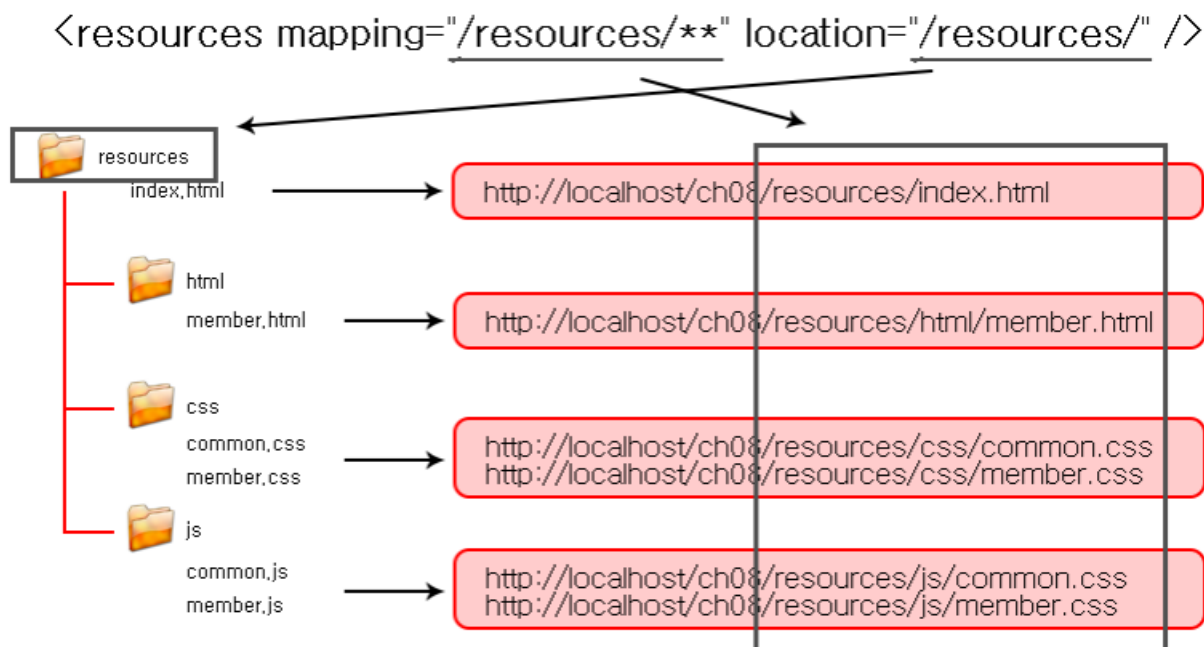 <resources mapping="/resources/**" location="/resources/" />
resources
index.html
http://localhost/ch08/resources/index.html
html
member.html
http://localhost/ch08/resources/html/member.html
css
common.css
member.css
http://localhost/ch08/resources/css/common.css
http://localhost/ch08/resources/css/member.css
js
common.js
member.js
http://localhost/ch08/resources/js/common.css
http://localhost/ch08/resources/js/member.css